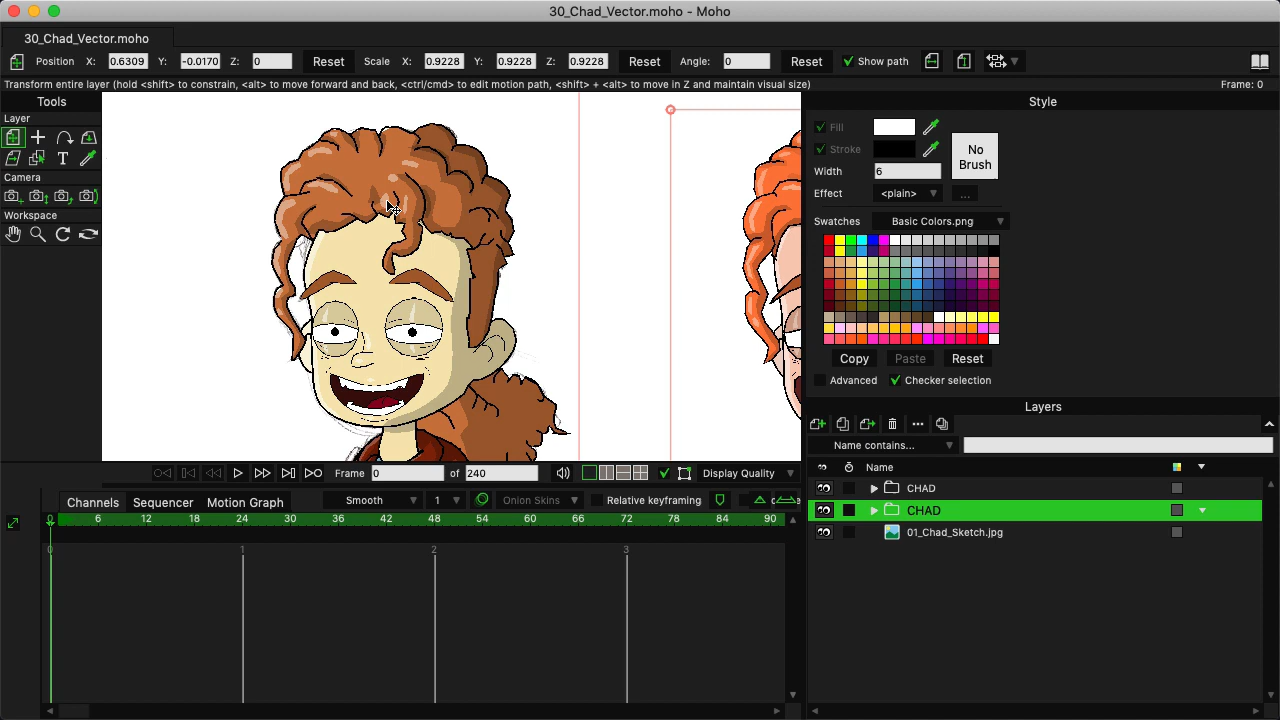 30_Chad_Vector.moho - Moho
30_Chad_Vector.moho
Position X: 0.6309 Y: -0.0170 Z: 0 Reset Scale X: 0.9228 Y: 0.9228 Z: 0.9228 Reset Angle: 0 Reset Show path
Transform entire layer (hold <shift> to constrain, <alt> to move forward and back, <ctrl/cmd> to edit motion path, <shift> + <alt> to move in Z and maintain visual size) Frame: 0
Tools
Layer
Camera
Workspace
Style
Fill
Stroke
No Brush
Width 6
Effect <plain> ...
Swatches Basic Colors.png
Copy Paste Reset
Advanced Checker selection
Layers
Name contains...
Name
CHAD
CHAD
01_Chad_Sketch.jpg
Frame 0 of 240 Display Quality
Channels Sequencer Motion Graph Smooth 1 Onion Skins Relative keyframing
0 6 12 18 24 30 36 42 48 54 60 66 72 78 84 90
0 1 2 3